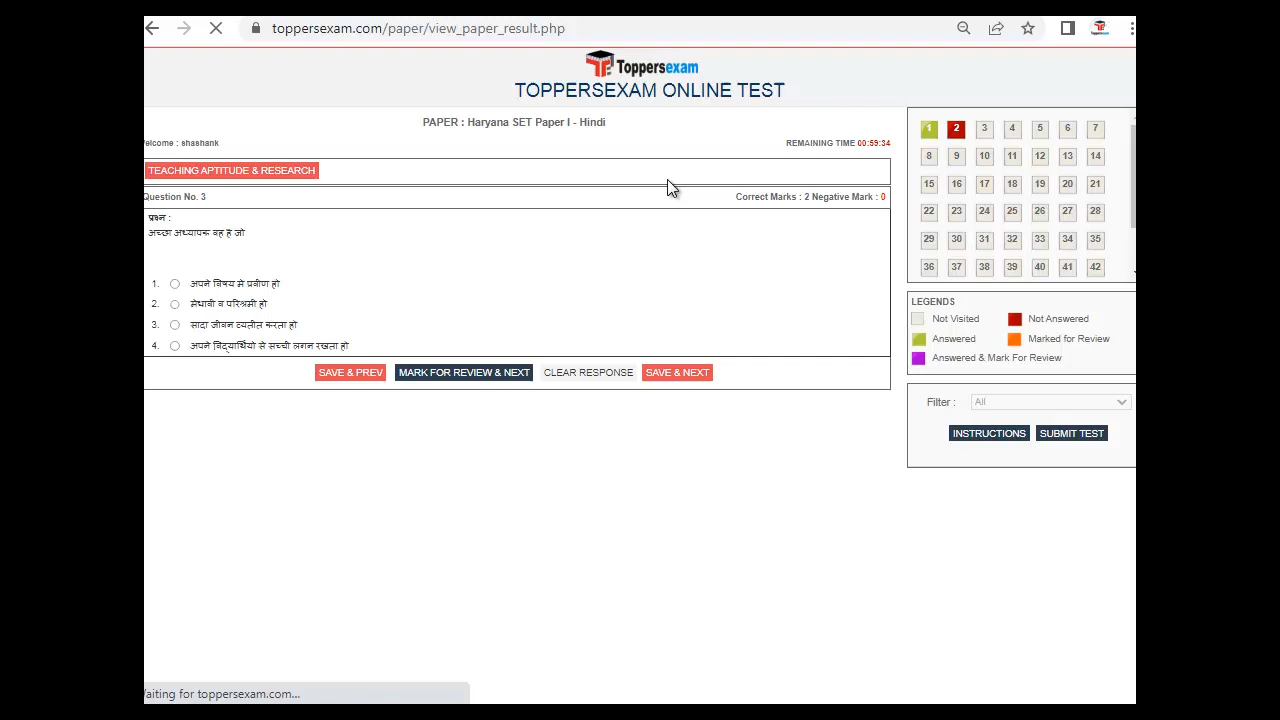 toppersexam.com/paper/view_paper_result.php
Toppersexam
TOPPERSEXAM ONLINE TEST
PAPER : Haryana SET Paper I - Hindi
elcome : shashank
REMAINING TIME 00:59:34
TEACHING APTITUDE & RESEARCH
Question No. 3
Correct Marks : 2 Negative Mark : 0
प्रश्न :
अच्छा अध्यापक वह है जो
1. अपने विषय मे प्रवीण हो
2. मेधावी व परिश्रमी हो
3. सादा जीवन व्यतीत करता हो
4. अपने विद्यार्थियो से सच्ची लगन रखता हो
SAVE & PREV MARK FOR REVIEW & NEXT CLEAR RESPONSE SAVE & NEXT
1 2 3 4 5 6 7
8 9 10 11 12 13 14
15 16 17 18 19 20 21
22 23 24 25 26 27 28
29 30 31 32 33 34 35
36 37 38 39 40 41 42
LEGENDS
Not Visited Not Answered
Answered Marked for Review
Answered & Mark For Review
Filter : All
INSTRUCTIONS SUBMIT TEST
aiting for toppersexam.com...